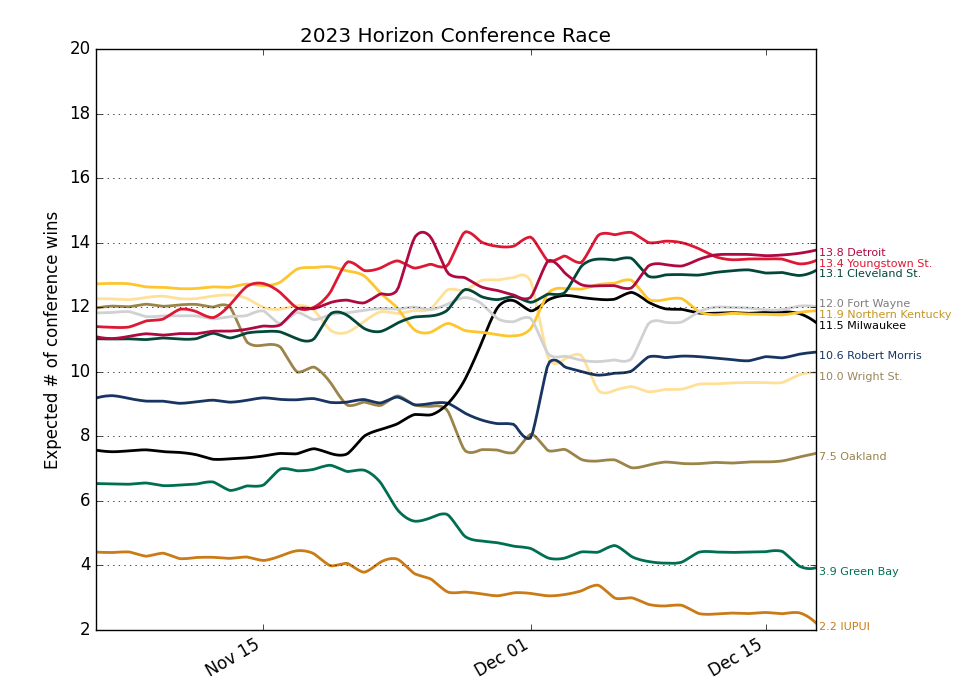 2023 Horizon Conference Race
Expected # of conference wins
20
18
16
14
12
10
8
6
4
2
13.8 Detroit
13.4 Youngstown St.
13.1 Cleveland St.
12.0 Fort Wayne
11.9 Northern Kentucky
11.5 Milwaukee
10.6 Robert Morris
10.0 Wright St.
7.5 Oakland
3.9 Green Bay
2.2 IUPUI
Nov 15
Dec 01
Dec 15